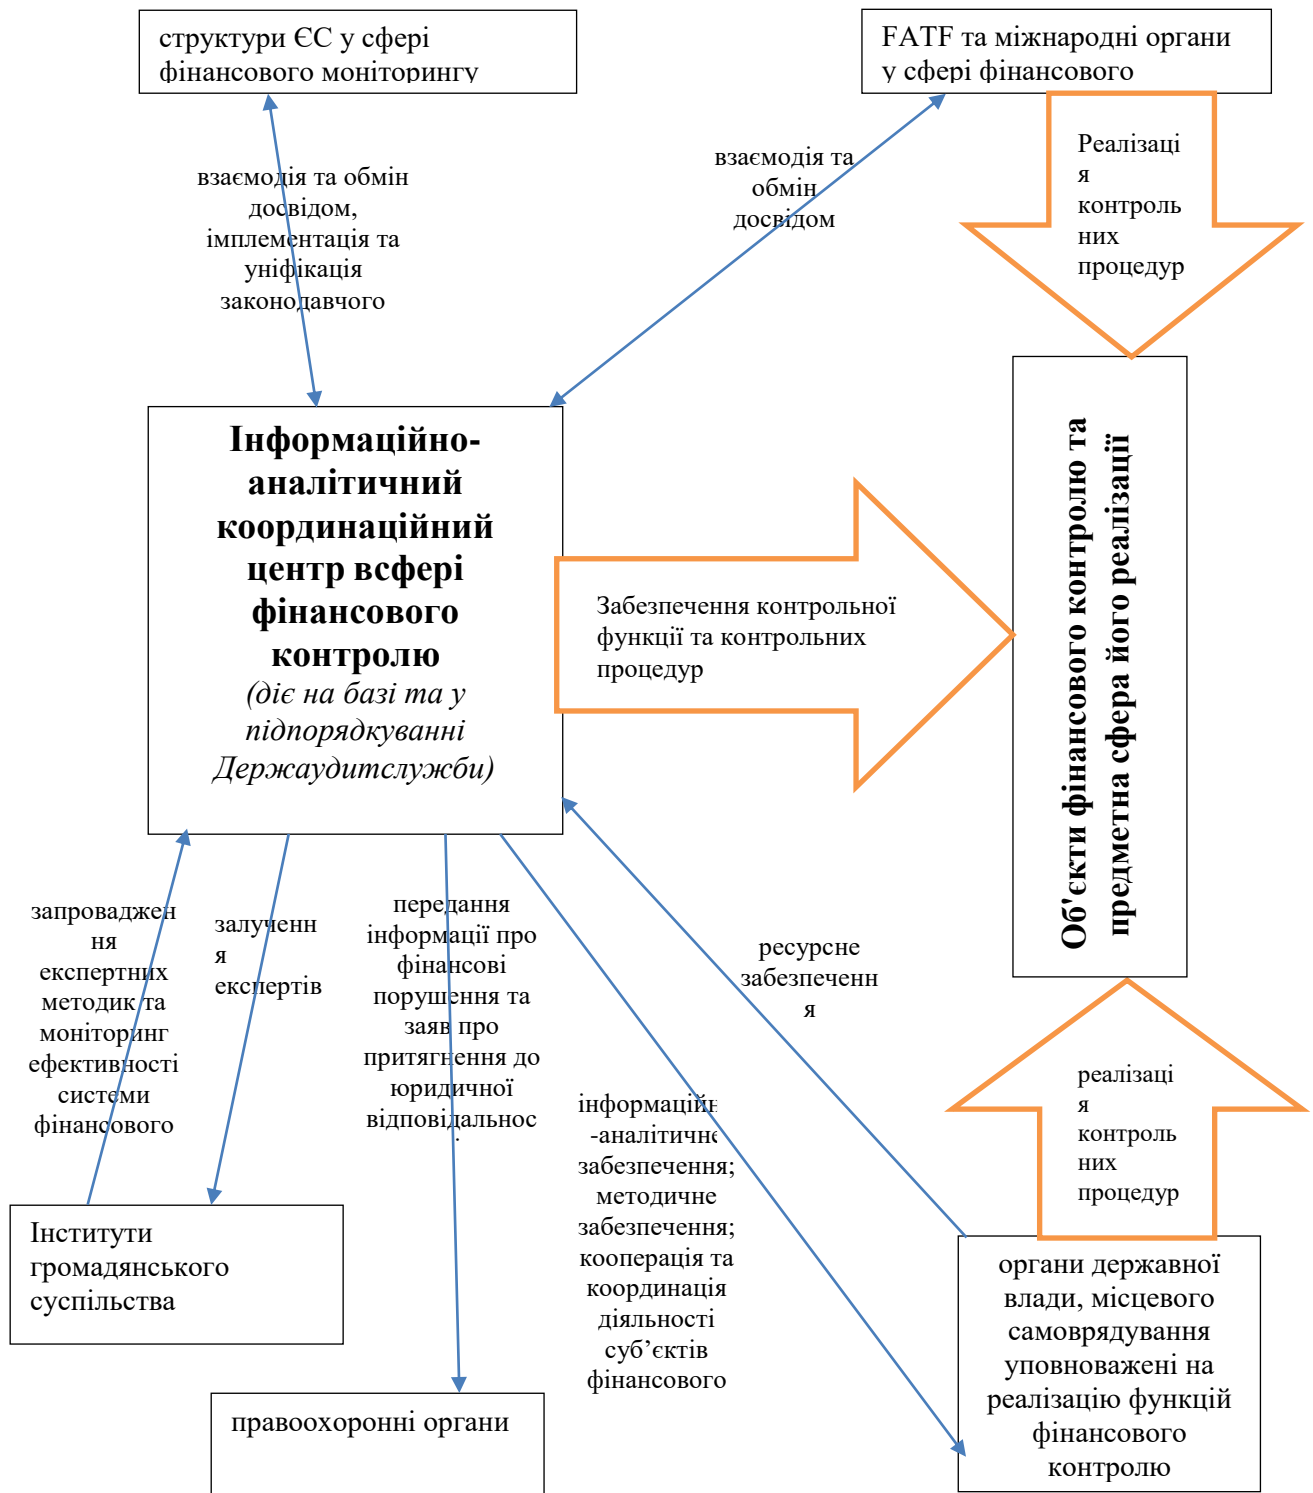 структури ЄС у сфері
фінансового моніторингу
FATF та міжнародні органи
у сфері фінансового
взаємодія та обмін
досвідом,
імплементація та
уніфікація
законодавчого
взаємодія та
обмін
досвідом
Реалізаці
я
контроль
них
процедур
Інформаційно-
аналітичний
координаційний
центр всфері
фінансового
контролю
(діє на базі та у
підпорядкуванні
Держаудитслужби)
Забезпечення контрольної
функції та контрольних
процедур
Об'єкти фінансового контролю та
предметна сфера його реалізації
запроваджен
ня
експертних
методик та
моніторинг
ефективності
системи
фінансового
залученн
я
експертів
передання
інформації про
фінансові
порушення та
заяв про
притягнення до
юридичної
відповідальнос
ресурсне
забезпеченн
я
інформаційн
-аналітичне
забезпечення;
методичне
забезпечення;
кооперація та
координація
діяльності
суб’єктів
фінансового
реалізаці
я
контроль
них
процедур
Інститути
громадянського
суспільства
правоохоронні органи
органи державної
влади, місцевого
самоврядування
уповноважені на
реалізацію функцій
фінансового
контролю